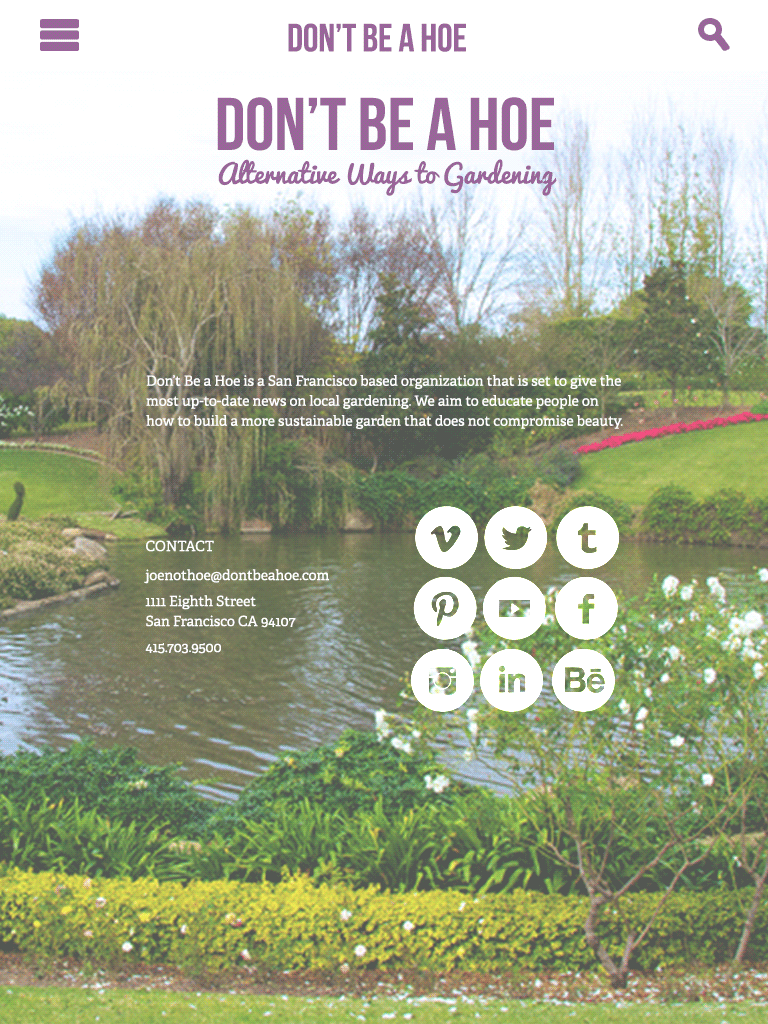 DON'T BE A HOE
DON'T BE A HOE
Alternative Ways to Gardening
Don't Be a Hoe is a San Francisco based organization that is set to give the
most up-to-date news on local gardening. We aim to educate people on
how to build a more sustainable garden that does not compromise beauty.
CONTACT
joenothoe@dontbeahoe.com
1111 Eighth Street
San Francisco CA 94107
415.703.9500
in Bē